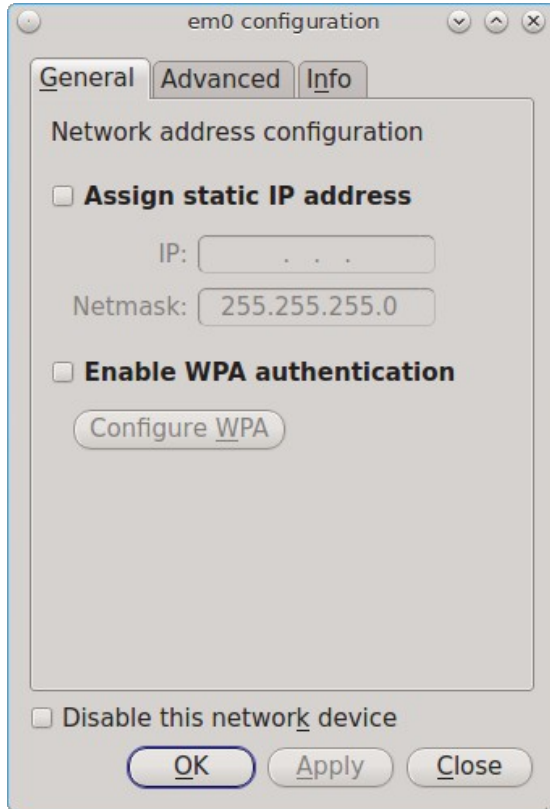 em0 configuration
General Advanced Info
Network address configuration
Assign static IP address
IP: . . .
Netmask: 255.255.255.0
Enable WPA authentication
Configure WPA
Disable this network device
OK Apply Close